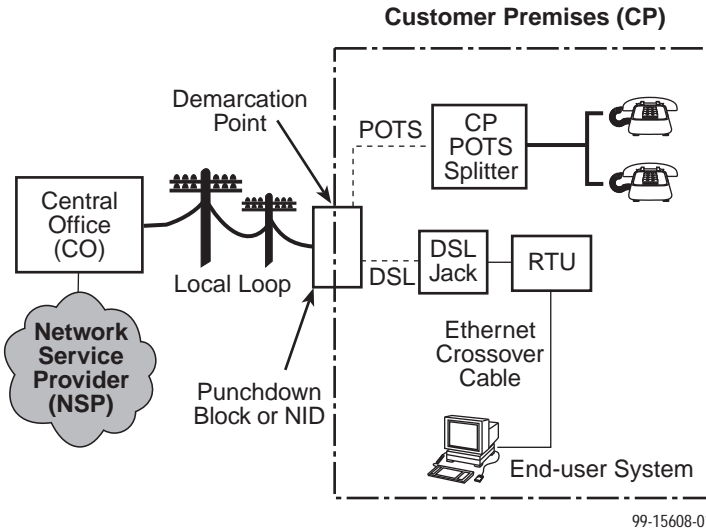 Customer Premises (CP)
Demarcation
Point
POTS
CP
POTS
Splitter
Central
Office
(CO)
Local Loop
DSL
DSL
Jack
RTU
Network
Service
Provider
(NSP)
Ethernet
Crossover
Cable
Punchdown
Block or NID
End-user System
99-15608-0